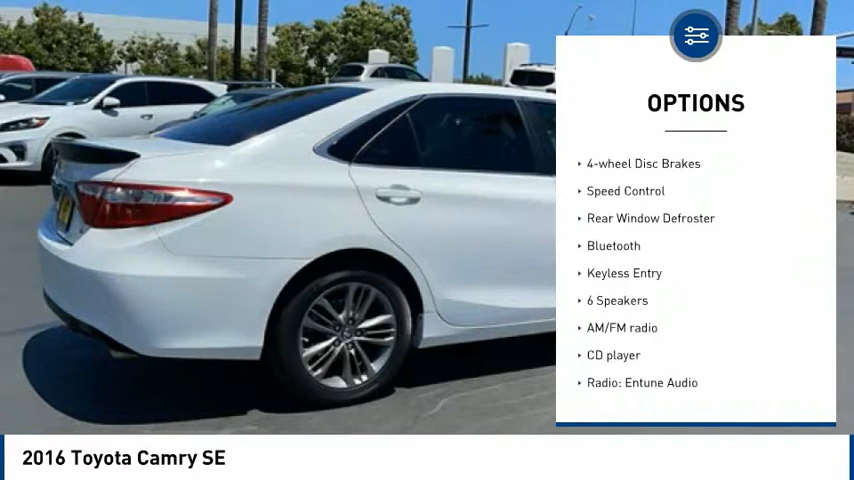 OPTIONS
4-wheel Disc Brakes
Speed Control
Rear Window Defroster
Bluetooth
Keyless Entry
6 Speakers
AM/FM radio
CD player
Radio: Entune Audio
2016 Toyota Camry SE